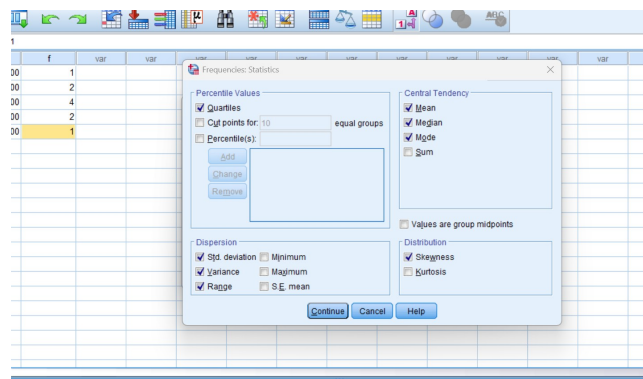 A
1
ABC
1
f var var var var var var var var var var var
00 1
00 2
00 4
00 2
00 1
Frequencies: Statistics
Percentile Values
Quartiles
Cut points for: 10 equal groups
Percentile(s):
Add
Change
Remove
Central Tendency
Mean
Median
Mode
Sum
Values are group midpoints
Dispersion
Std. deviation Minimum
Variance Maximum
Range S.E. mean
Distribution
Skewness
Kurtosis
Continue Cancel Help